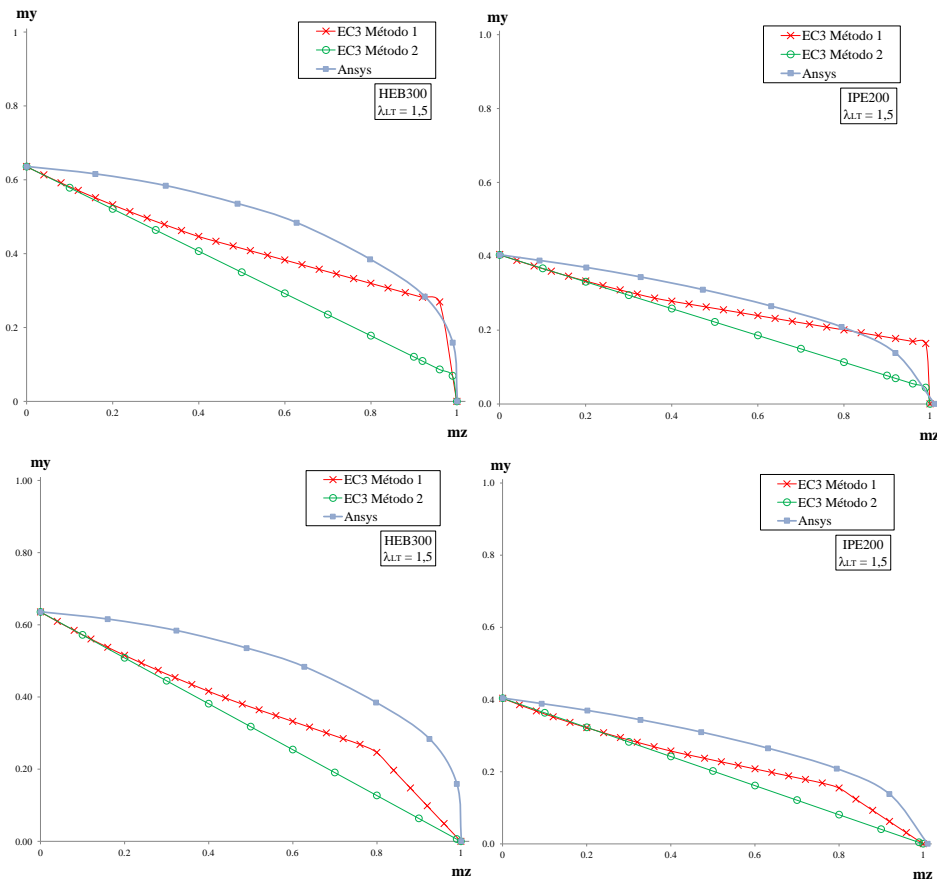 my
EC3 Método 1
EC3 Método 2
Ansys
HEB300
λLT = 1,5
1
0.8
0.6
0.4
0.2
0
0
0.2
0.4
0.6
0.8
1
mz
my
EC3 Método 1
EC3 Método 2
Ansys
IPE200
λLT = 1,5
1.0
0.8
0.6
0.4
0.2
0.0
0
0.2
0.4
0.6
0.8
1
mz
my
EC3 Método 1
EC3 Método 2
Ansys
HEB300
λLT = 1,5
1.00
0.80
0.60
0.40
0.20
0.00
0
0.2
0.4
0.6
0.8
1
mz
my
EC3 Método 1
EC3 Método 2
Ansys
IPE200
λLT = 1,5
1.0
0.8
0.6
0.4
0.2
0.0
0
0.2
0.4
0.6
0.8
1
mz